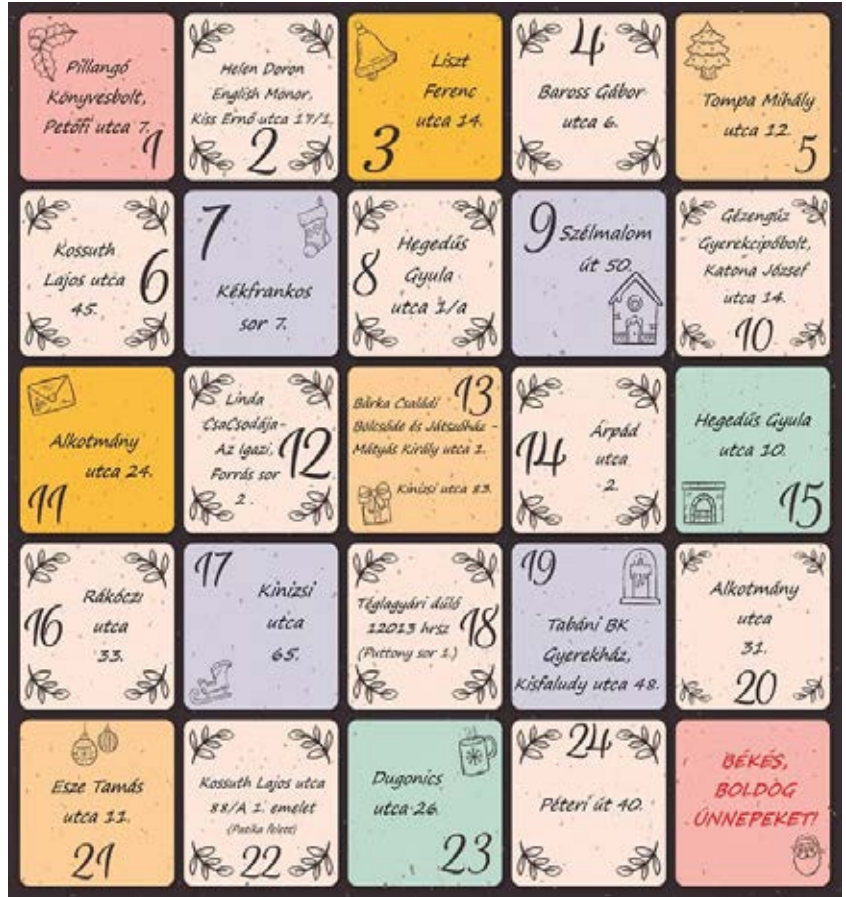 Pillangó
Könyvesbolt,
Petőfi utca 7.
1
Helen Doron
English Monor,
Kiss Ernő utca 17/1.
2
Liszt
Ferenc
utca 14.
3
4
Baross Gábor
utca 6.
Tompa Mihály
utca 12.
5
Kossuth
Lajos utca
45.
6
7
Kékfrankos
sor 7.
Hegedűs
Gyula
utca 1/a
8
9
Szélmalom
út 50.
Gézengúz
Gyerekcipőbolt,
Katona József
utca 14.
10
Alkotmány
utca 24.
11
Linda
CsaCsodája-
Az Igazi,
Forrás sor
2.
12
13
Bárka Családi
Bölcsőde és Játszóház -
Mátyás Király utca 1.
Kinizsi utca 83.
Árpád
utca
2.
14
Hegedűs Gyula
utca 10.
15
Rákóczi
utca
33.
16
17
Kinizsi
utca
65.
Téglagyári dűlő
12013 hrsz
(Puttony sor 1.)
18
19
Tabáni BK
Gyerekház,
Kisfaludy utca 48.
Alkotmány
utca
31.
20
Esze Tamás
utca 11.
21
Kossuth Lajos utca
88/A 1. emelet
(Patika felett)
22
Dugonics
utca 26.
23
24
Péteri út 40.
BÉKÉS,
BOLDOG
ÜNNEPEKET!